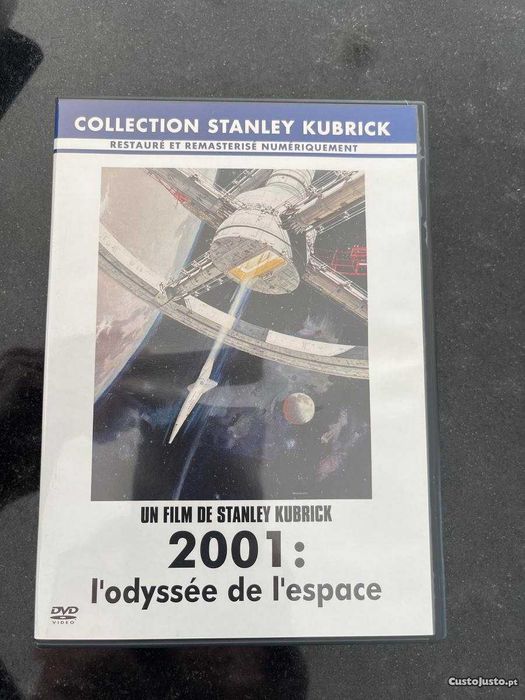 COLLECTION STANLEY KUBRICK
RESTAURÉ ET REMASTERISÉ NUMÉRIQUEMENT
UN FILM DE STANLEY KUBRICK
2001:
l'odyssée de l'espace
DVD
VIDEO
CustoJusto.pt